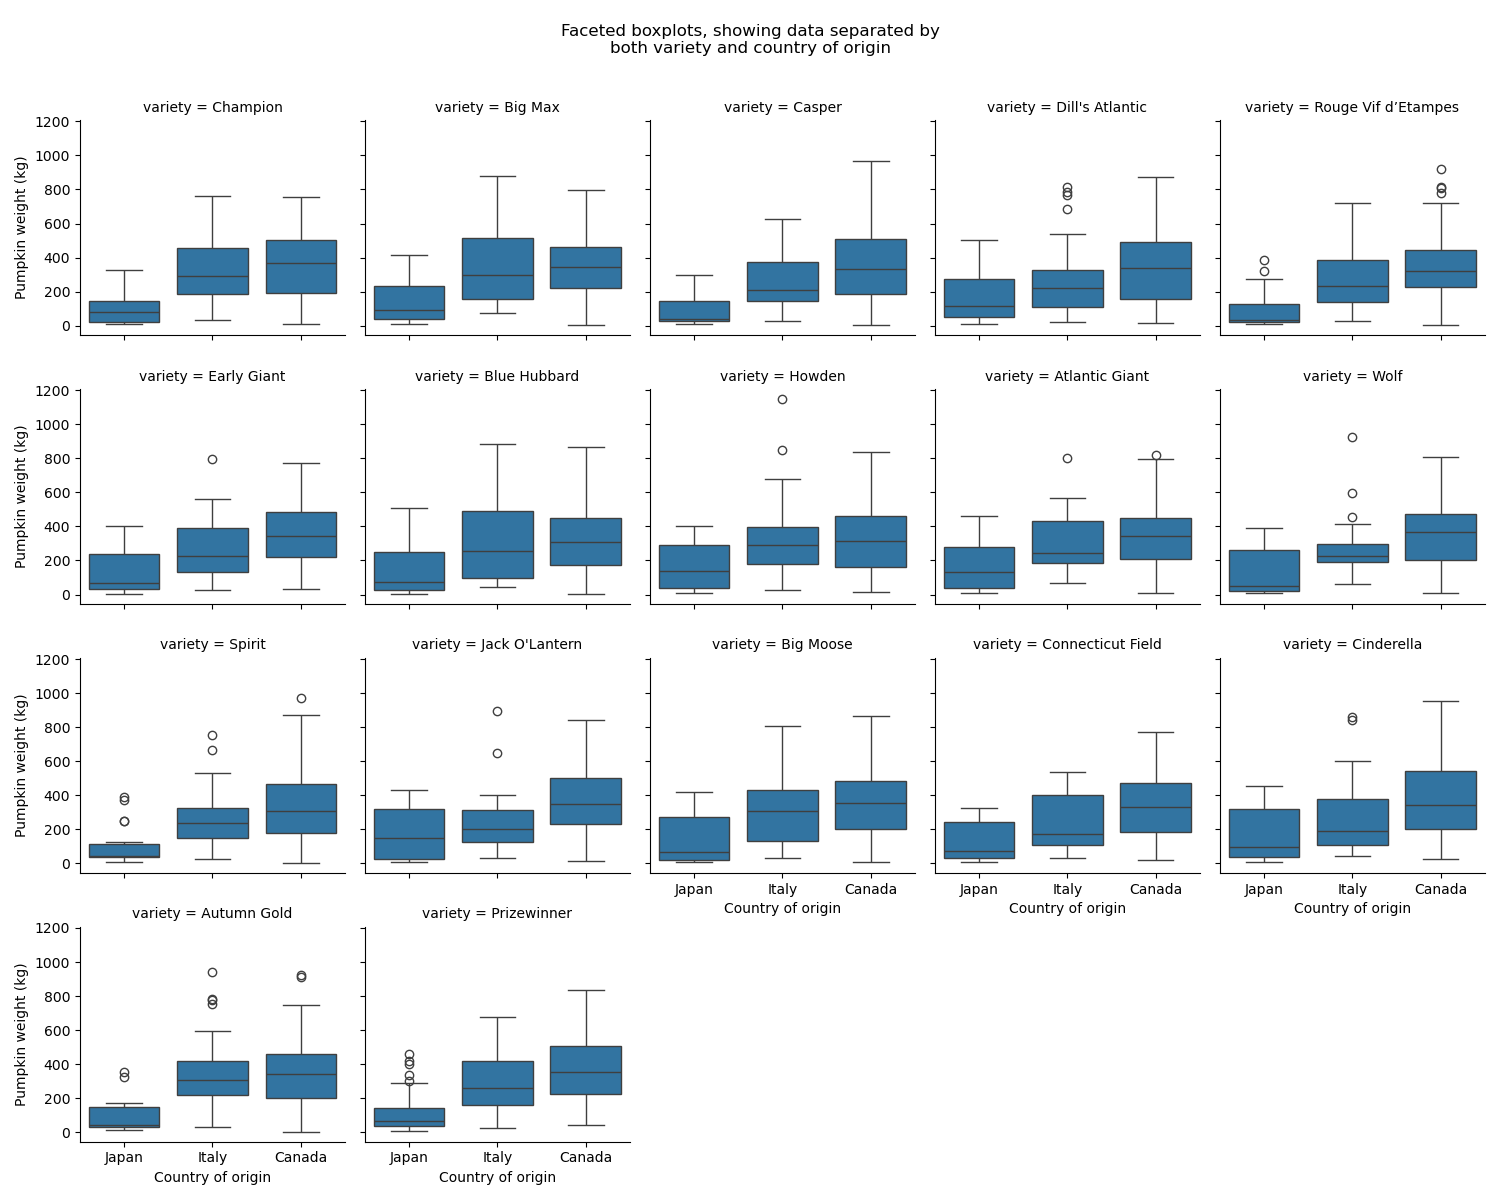 Faceted boxplots, showing data separated by
both variety and country of origin
variety = Champion
variety = Big Max
variety = Casper
variety = Dill's Atlantic
variety = Rouge Vif d’Etampes
1200
1000
800
600
400
200
0
Pumpkin weight (kg)
variety = Early Giant
variety = Blue Hubbard
variety = Howden
variety = Atlantic Giant
variety = Wolf
1200
1000
800
600
400
200
0
Pumpkin weight (kg)
variety = Spirit
variety = Jack O'Lantern
variety = Big Moose
variety = Connecticut Field
variety = Cinderella
1200
1000
800
600
400
200
0
Pumpkin weight (kg)
Japan Italy Canada
Country of origin
Japan Italy Canada
Country of origin
Japan Italy Canada
Country of origin
variety = Autumn Gold
variety = Prizewinner
1200
1000
800
600
400
200
0
Pumpkin weight (kg)
Japan Italy Canada
Country of origin
Japan Italy Canada
Country of origin